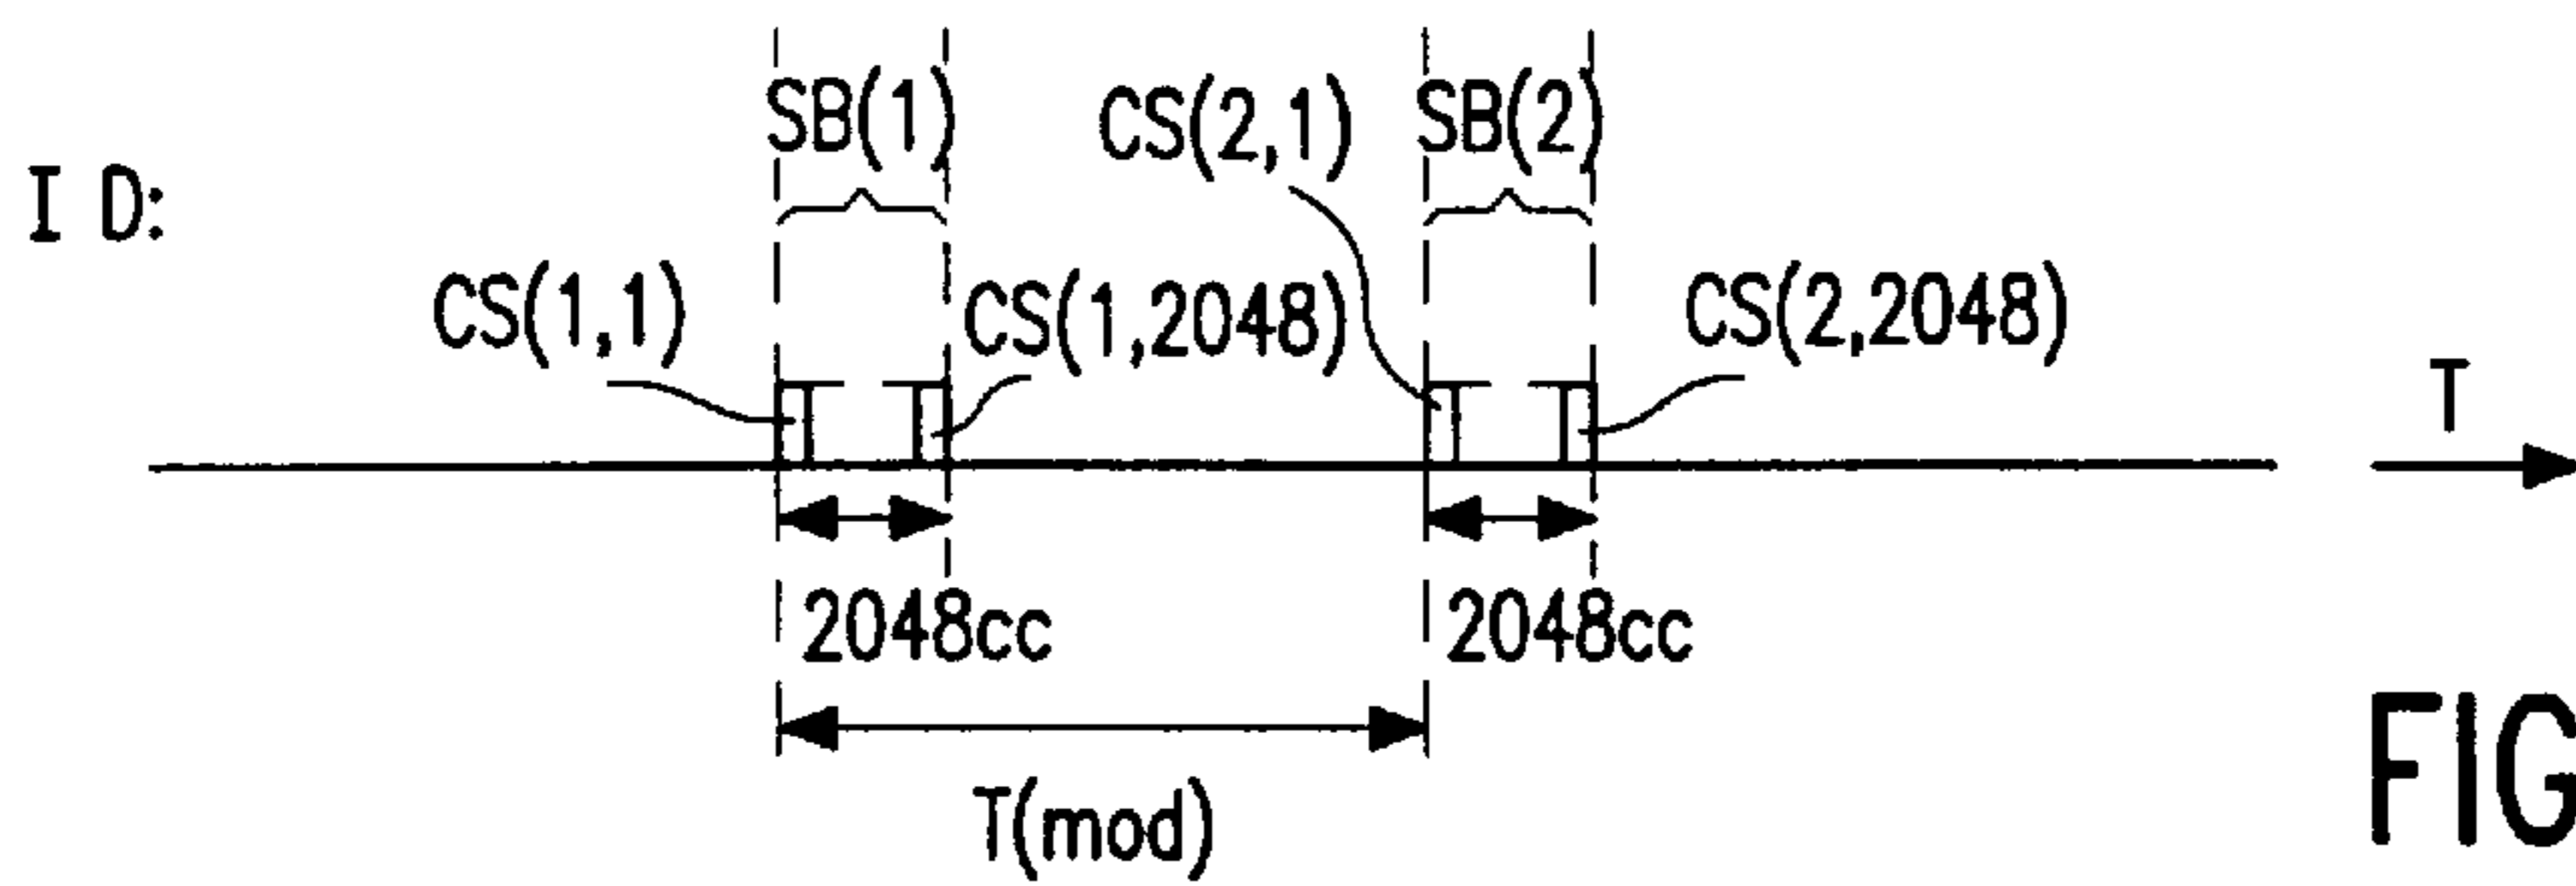 SB(1) CS(2,1) SB(2)
I D:
CS(1,1) CS(1,2048) CS(2,2048)
T
2048cc 2048cc
T(mod)
FIG